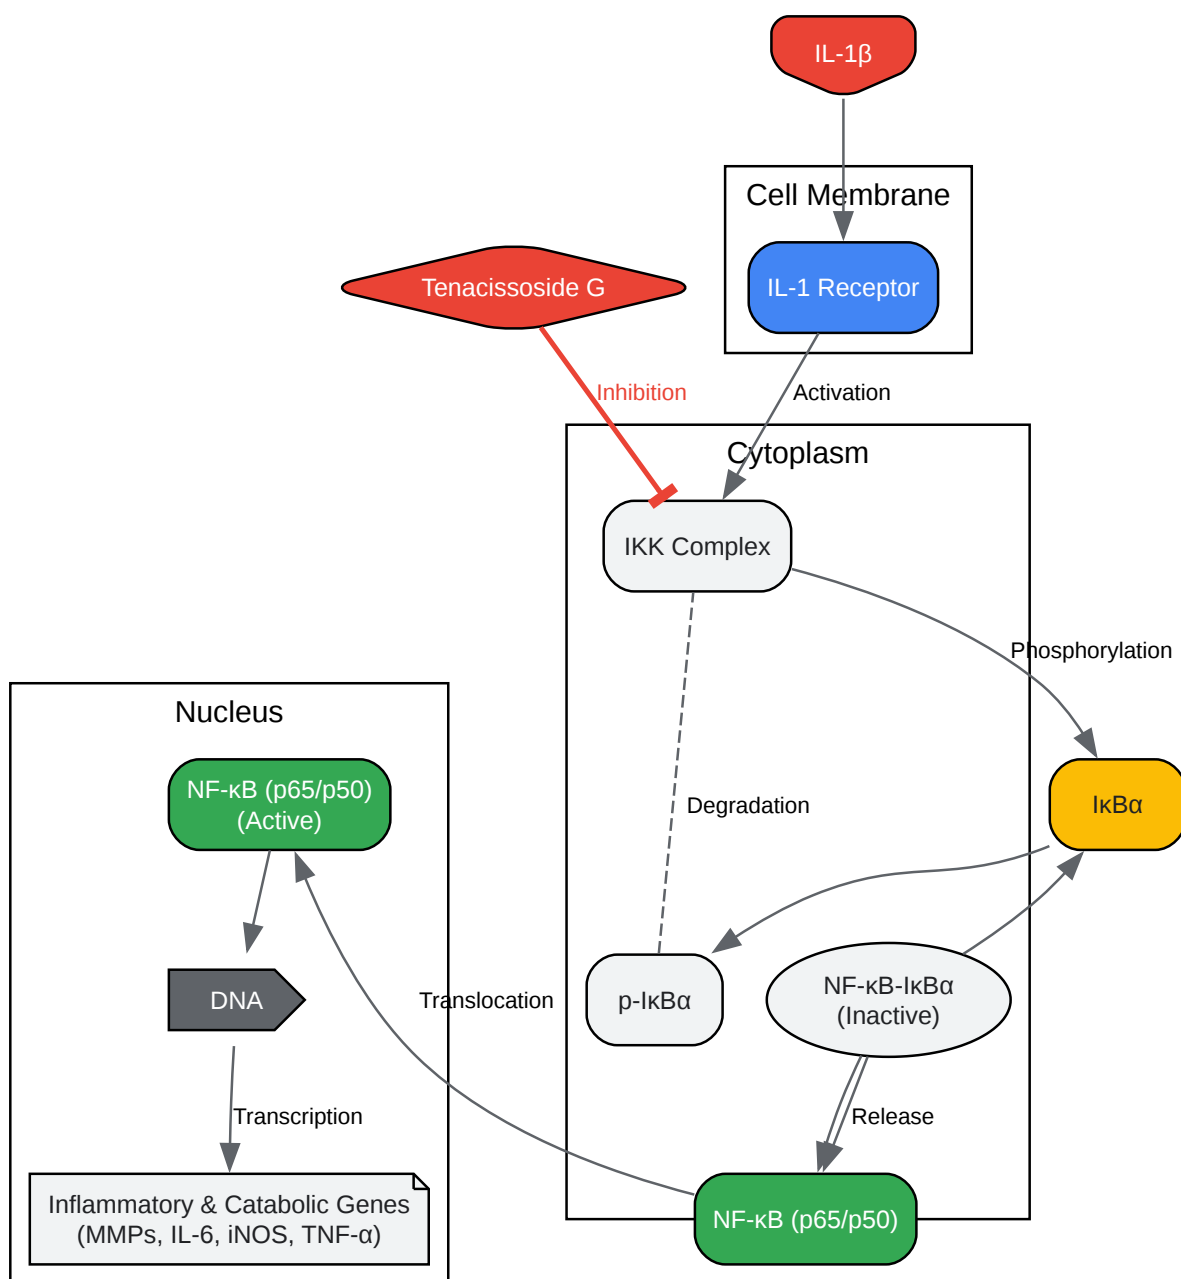 IL-1β
Cell Membrane
IL-1 Receptor
Tenacissoside G
Inhibition
Activation
Cytoplasm
IKK Complex
Phosphorylation
Nucleus
NF-κB (p65/p50)
(Active)
Degradation
IκBα
DNA
Translocation
p-IκBα
NF-κB-IκBα
(Inactive)
Transcription
Release
Inflammatory & Catabolic Genes
(MMPs, IL-6, iNOS, TNF-α)
NF-κB (p65/p50)